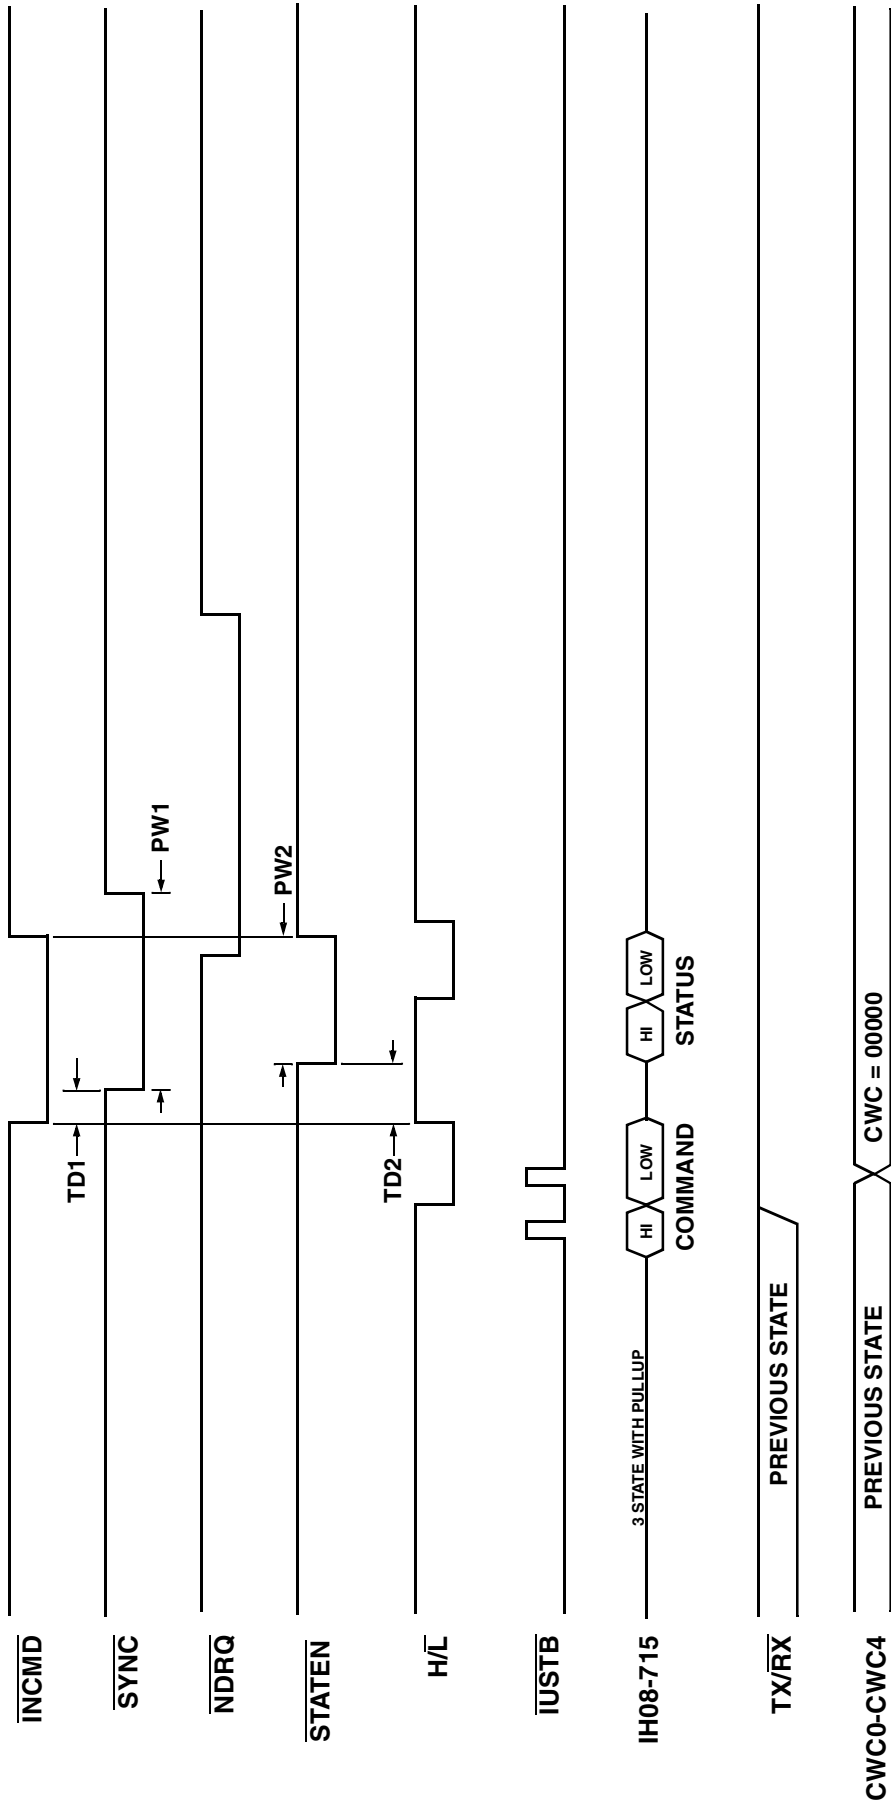 INCMD
TD1
SYNC
PW1
NDRQ
STATEN
PW2
TD2
H/L
IUSTB
IH08-715
3 STATE WITH PULLUP
HI
LOW
HI
LOW
COMMAND
STATUS
TX/RX
PREVIOUS STATE
CWC0-CWC4
PREVIOUS STATE
CWC = 00000